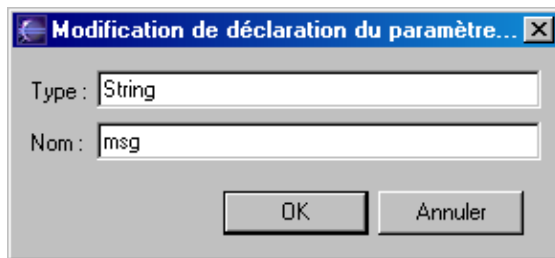 Modification de déclaration du paramètre...
Type : String
Nom : msg
OK Annuler